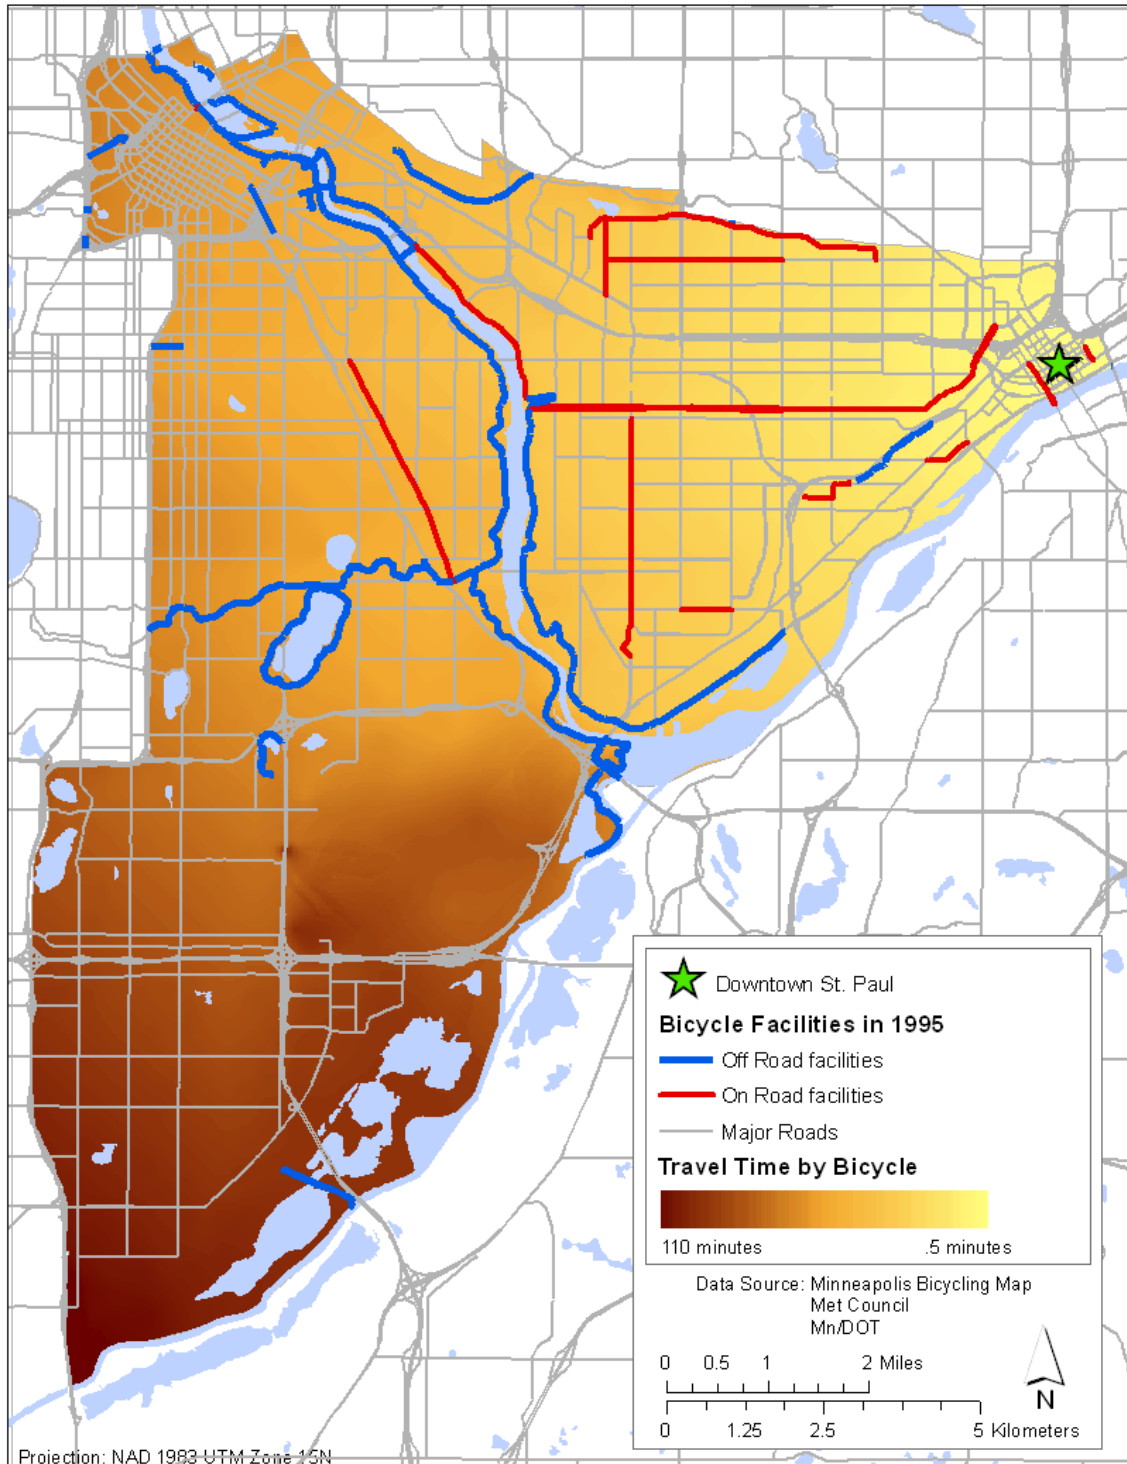 Downtown St. Paul
Bicycle Facilities in 1995
Off Road facilities
On Road facilities
Major Roads
Travel Time by Bicycle
110 minutes .5 minutes
Data Source: Minneapolis Bicycling Map
Met Council
Mn/DOT
0 0.5 1 2 Miles
0 1.25 2.5 5 Kilometers
N
Projection: NAD 1983 UTM Zone 15N